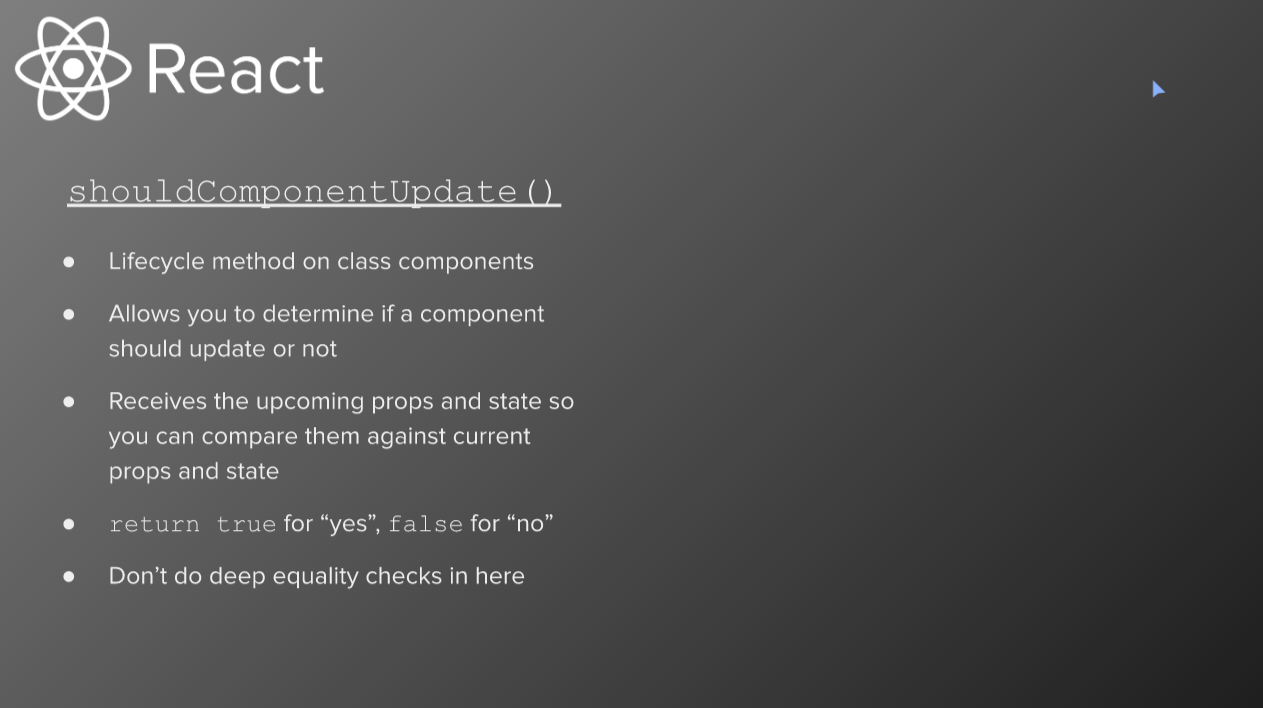 React
shouldComponentUpdate()
● Lifecycle method on class components
● Allows you to determine if a component
should update or not
● Receives the upcoming props and state so
you can compare them against current
props and state
● return true for “yes”, false for “no”
● Don’t do deep equality checks in here